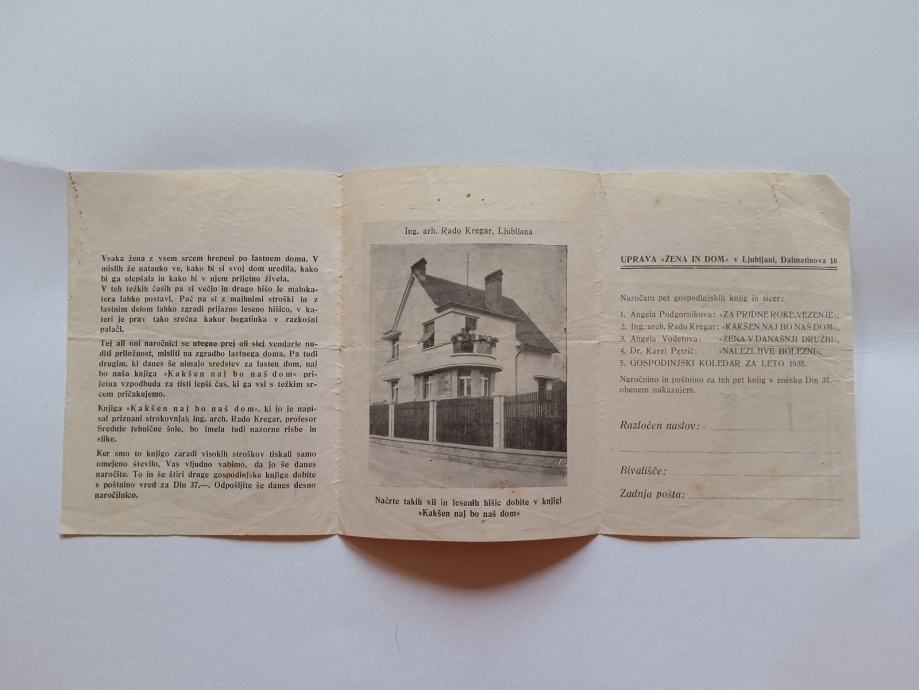 Vsaka žena z vsem srcem hrepeni po lastnem domu. V
mislih že natanko ve, kako bi si svoj dom uredila, kako
bi ga olepšala in kako bi v njem prijetno živela.
V teh težkih časih pa si večjo in drago hišo le maloka-
tera lahko postavi. Pač pa si z majhnimi stroški in z
lastnim delom lahko zgradi prijazno leseno hišico, v ka-
teri je prav tako srečna kakor bogatinka v razkošni
palači.
Tej ali oni naročnici se utegne prej ali slej vendarle nu-
diti priložnost, misliti na zgradbo lastnega doma. Pa tudi
drugim, ki danes še nimajo sredstev za lasten dom, naj
bo naša knjiga »Kakšen naj bo naš dom« pri-
jetna vzpodbuda za tisti lepši čas, ki ga vsi s težkim sr-
cem pričakujemo.
Knjiga »Kakšen naj bo naš dom«, ki jo je napi-
sal priznani strokovnjak ing. arch. Rado Kregar, profesor
Srednje tehnične šole, bo imela tudi nazorne risbe in
slike.
Ker smo to knjigo zaradi visokih stroškov tiskali samo
omejeno število, Vas vljudno vabimo, da jo še danes
naročite. To in še štiri druge gospodinjske knjige dobite
s poštnino vred za Din 37.—. Odpošljite še danes desno
naročilnico.
Ing. arh. Rado Kregar, Ljubljana
Načrte takih vil in lesenih hišic dobite v knjigi
»Kakšen naj bo naš dom«
UPRAVA »ŽENA IN DOM« v Ljubljani, Dalmatinova 10
Naročam pet gospodinjskih knjig in sicer:
1. Angela Podgornikova: »ZA PRIDNE ROKE, VEZENJE«,
2. Ing. arch. Rado Kregar: »KAKŠEN NAJ BO NAŠ DOM«,
3. Angela Vodetova: »ŽENA V DANAŠNJI DRUŽBI«,
4. Dr. Karel Petrič: »NALEZLJIVE BOLEZNI«,
5. GOSPODINJSKI KOLEDAR ZA LETO 1935.
Naročnino in poštnino za teh pet knjig v znesku Din 37.-
obenem nakazujem.
Razločen naslov:
Bivališče:
Zadnja pošta: